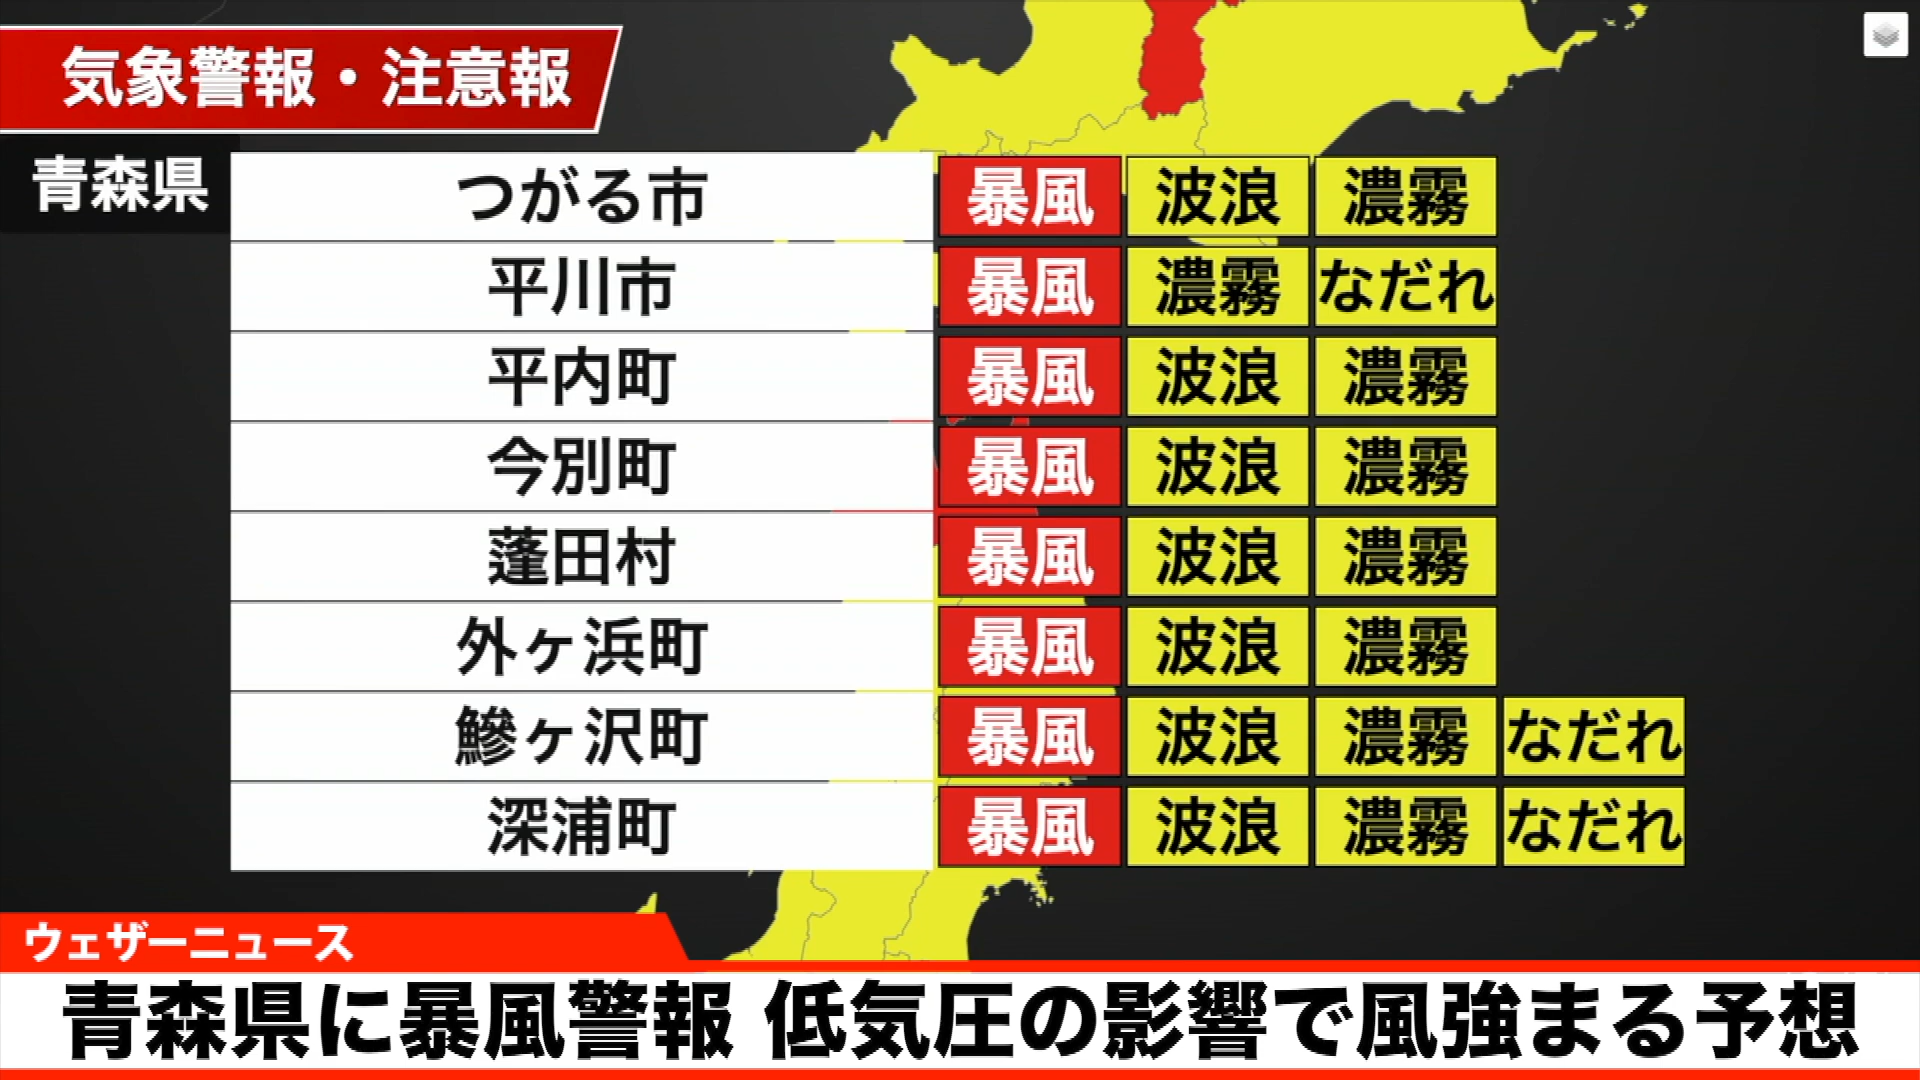 気象警報・注意報
青森県
つがる市 暴風 波浪 濃霧
平川市 暴風 濃霧 なだれ
平内町 暴風 波浪 濃霧
今別町 暴風 波浪 濃霧
蓬田村 暴風 波浪 濃霧
外ヶ浜町 暴風 波浪 濃霧
鰺ヶ沢町 暴風 波浪 濃霧 なだれ
深浦町 暴風 波浪 濃霧 なだれ
ウェザーニュース
青森県に暴風警報 低気圧の影響で風強まる予想